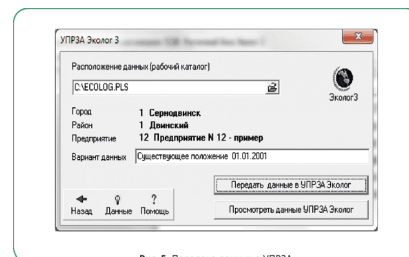 УПРЗА Эколог 3
Расположение данных (рабочий каталог)
C:\ECOLOG.PLS
Эколог3
Город 1 Сернодвинск
Район 1 Двинский
Предприятие 12 Предприятие N 12 - пример
Вариант данных Существующее положение 01.01.2001
Передать данные в УПРЗА Эколог
Назад Данные Помощь
Просмотреть данные УПРЗА Эколог